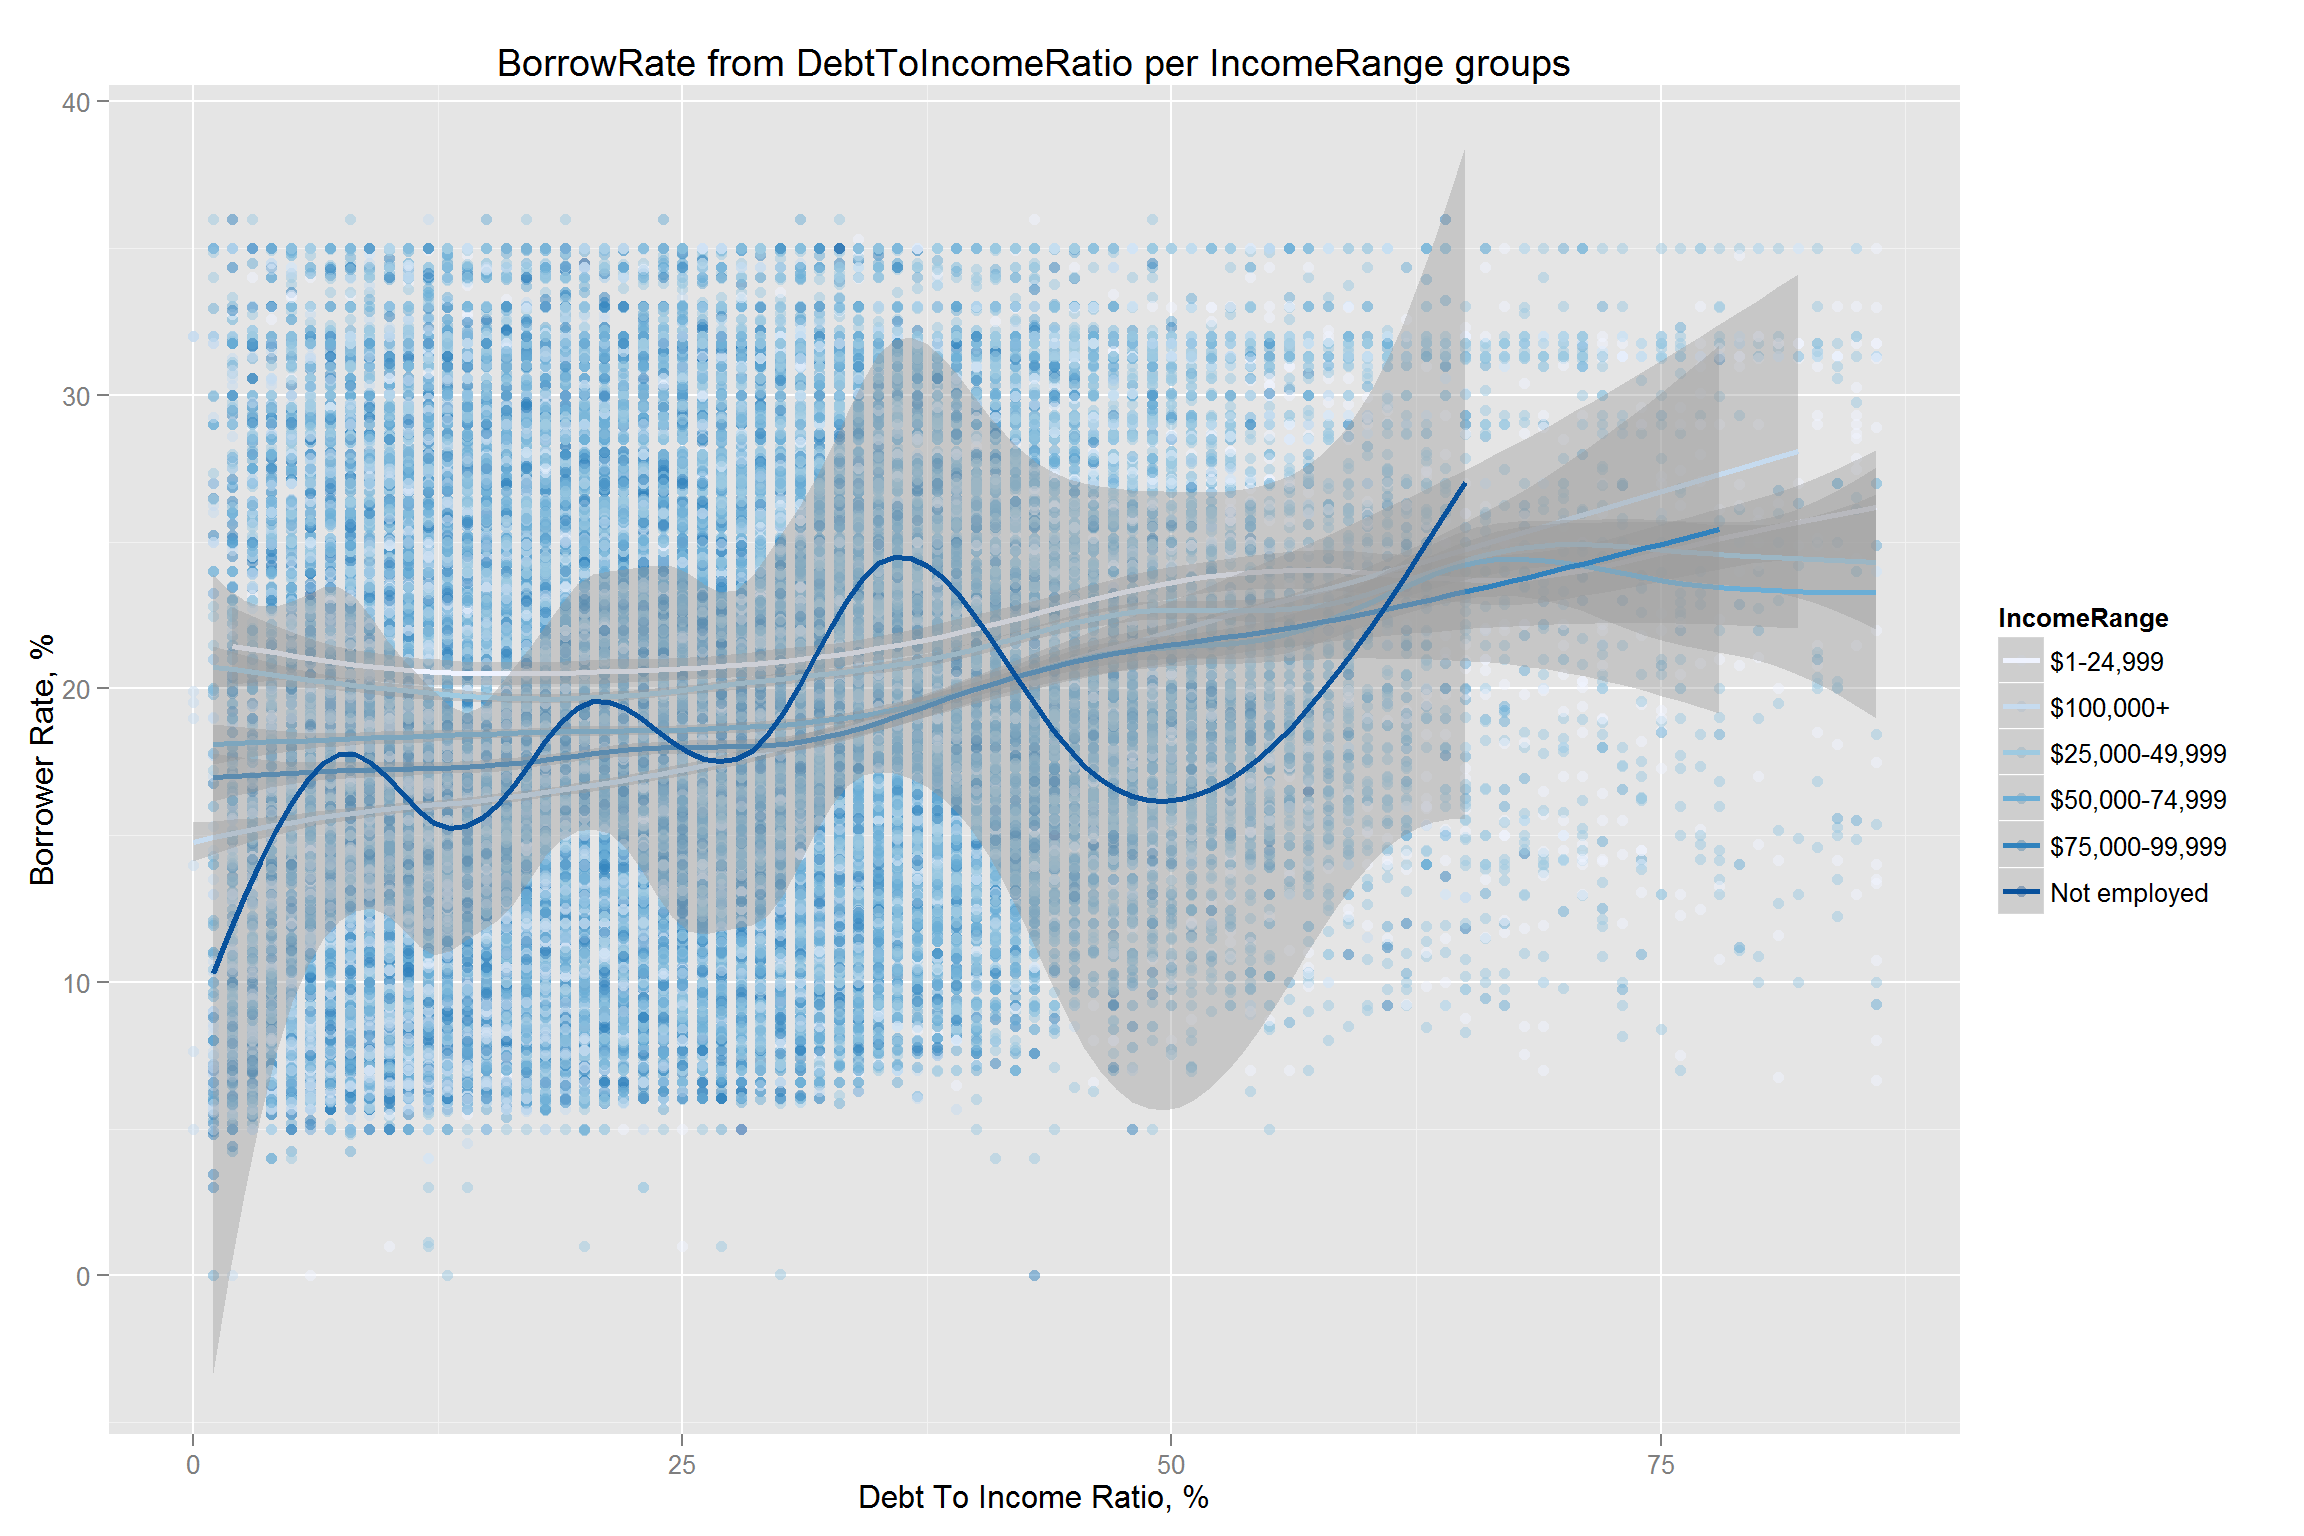 BorrowRate from DebtToIncomeRatio per IncomeRange groups
40
30
20
10
0
Borrower Rate, %
0 25 50 75
Debt To Income Ratio, %
IncomeRange
$1-24,999
$100,000+
$25,000-49,999
$50,000-74,999
$75,000-99,999
Not employed